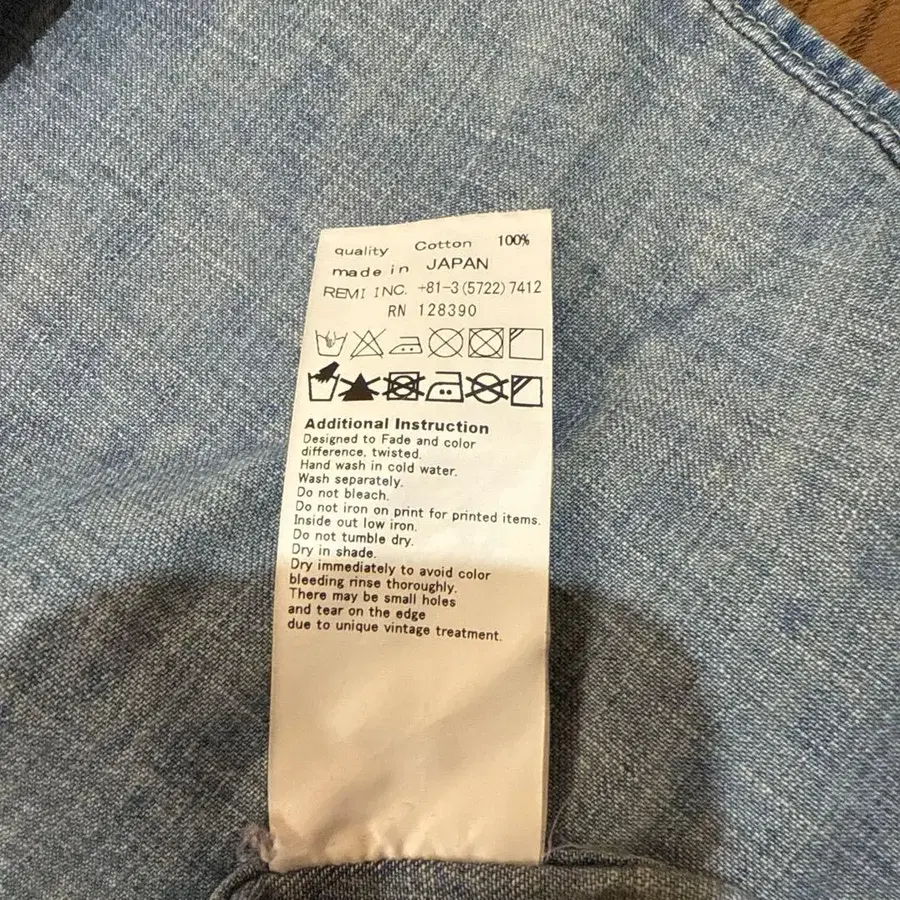 quality Cotton 100%
made in JAPAN
REMI INC. +81-3(5722)7412
RN 128390
Additional Instruction
Designed to Fade and color
difference, twisted.
Hand wash in cold water.
Wash separately.
Do not bleach.
Do not iron on print for printed items.
Inside out low iron.
Do not tumble dry.
Dry in shade.
Dry immediately to avoid color
bleeding rinse thoroughly.
There may be small holes
and tear on the edge
due to unique vintage treatment.